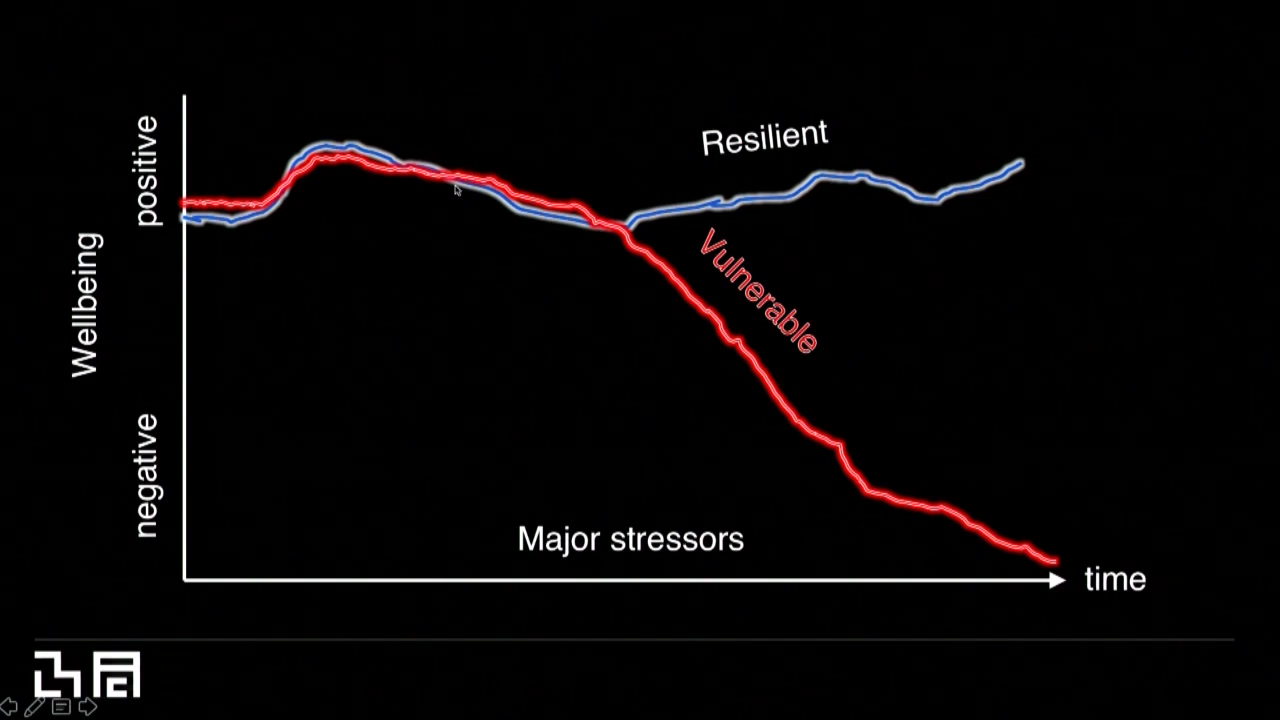 Resilient
positive
Vulnerable
Wellbeing
negative
Major stressors
time